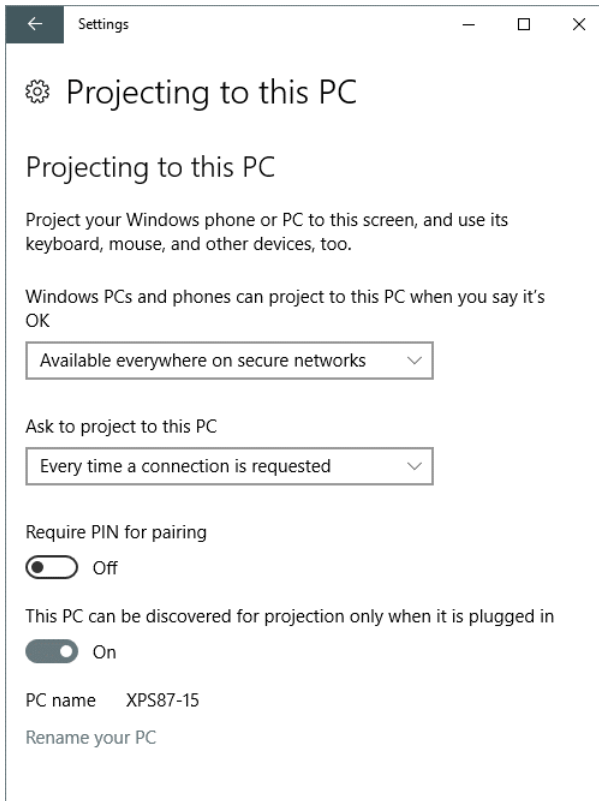 Settings
Projecting to this PC
Projecting to this PC
Project your Windows phone or PC to this screen, and use its
keyboard, mouse, and other devices, too.
Windows PCs and phones can project to this PC when you say it's
OK
Available everywhere on secure networks
Ask to project to this PC
Every time a connection is requested
Require PIN for pairing
Off
This PC can be discovered for projection only when it is plugged in
On
PC name XPS87-15
Rename your PC